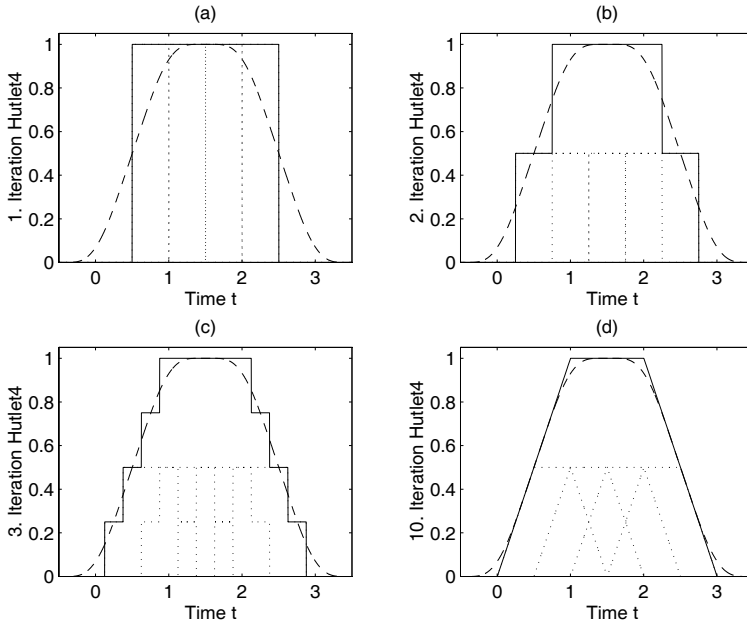 (a)
1
0.8
0.6
0.4
0.2
0
0 1 2 3
Time t
1. Iteration Hutlet4
(b)
1
0.8
0.6
0.4
0.2
0
0 1 2 3
Time t
2. Iteration Hutlet4
(c)
1
0.8
0.6
0.4
0.2
0
0 1 2 3
Time t
3. Iteration Hutlet4
(d)
1
0.8
0.6
0.4
0.2
0
0 1 2 3
Time t
10. Iteration Hutlet4